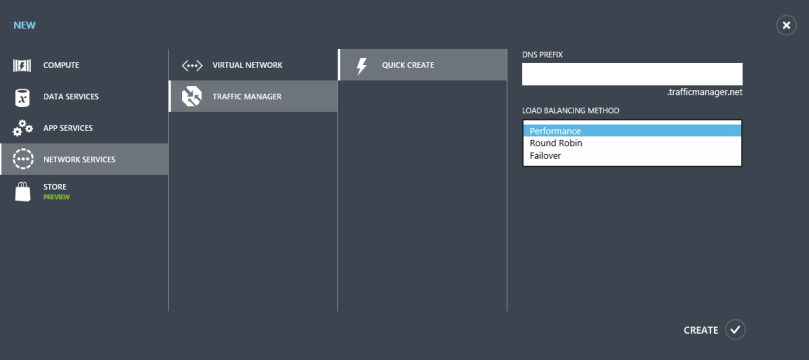 NEW
COMPUTE
DATA SERVICES
APP SERVICES
NETWORK SERVICES
STORE
PREVIEW
VIRTUAL NETWORK
TRAFFIC MANAGER
QUICK CREATE
DNS PREFIX
.trafficmanager.net
LOAD BALANCING METHOD
Performance
Round Robin
Failover
CREATE